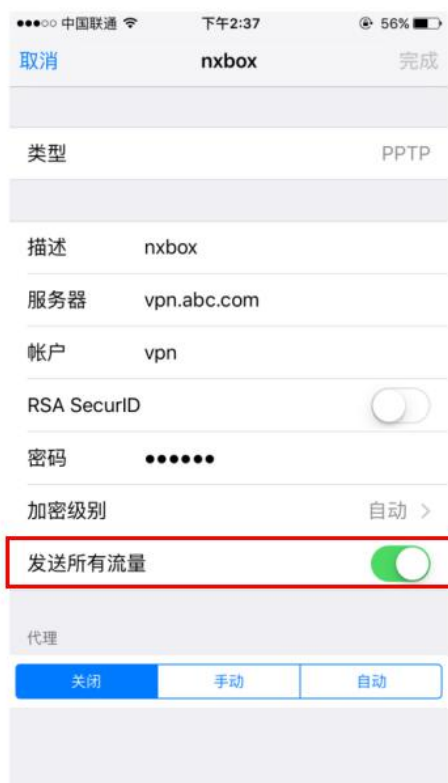 中国联通 下午2:37 56%
取消 nxbox 完成
类型 PPTP
描述 nxbox
服务器 vpn.abc.com
帐户 vpn
RSA SecurID
密码 ●●●●●●
加密级别 自动
发送所有流量
代理
关闭 手动 自动